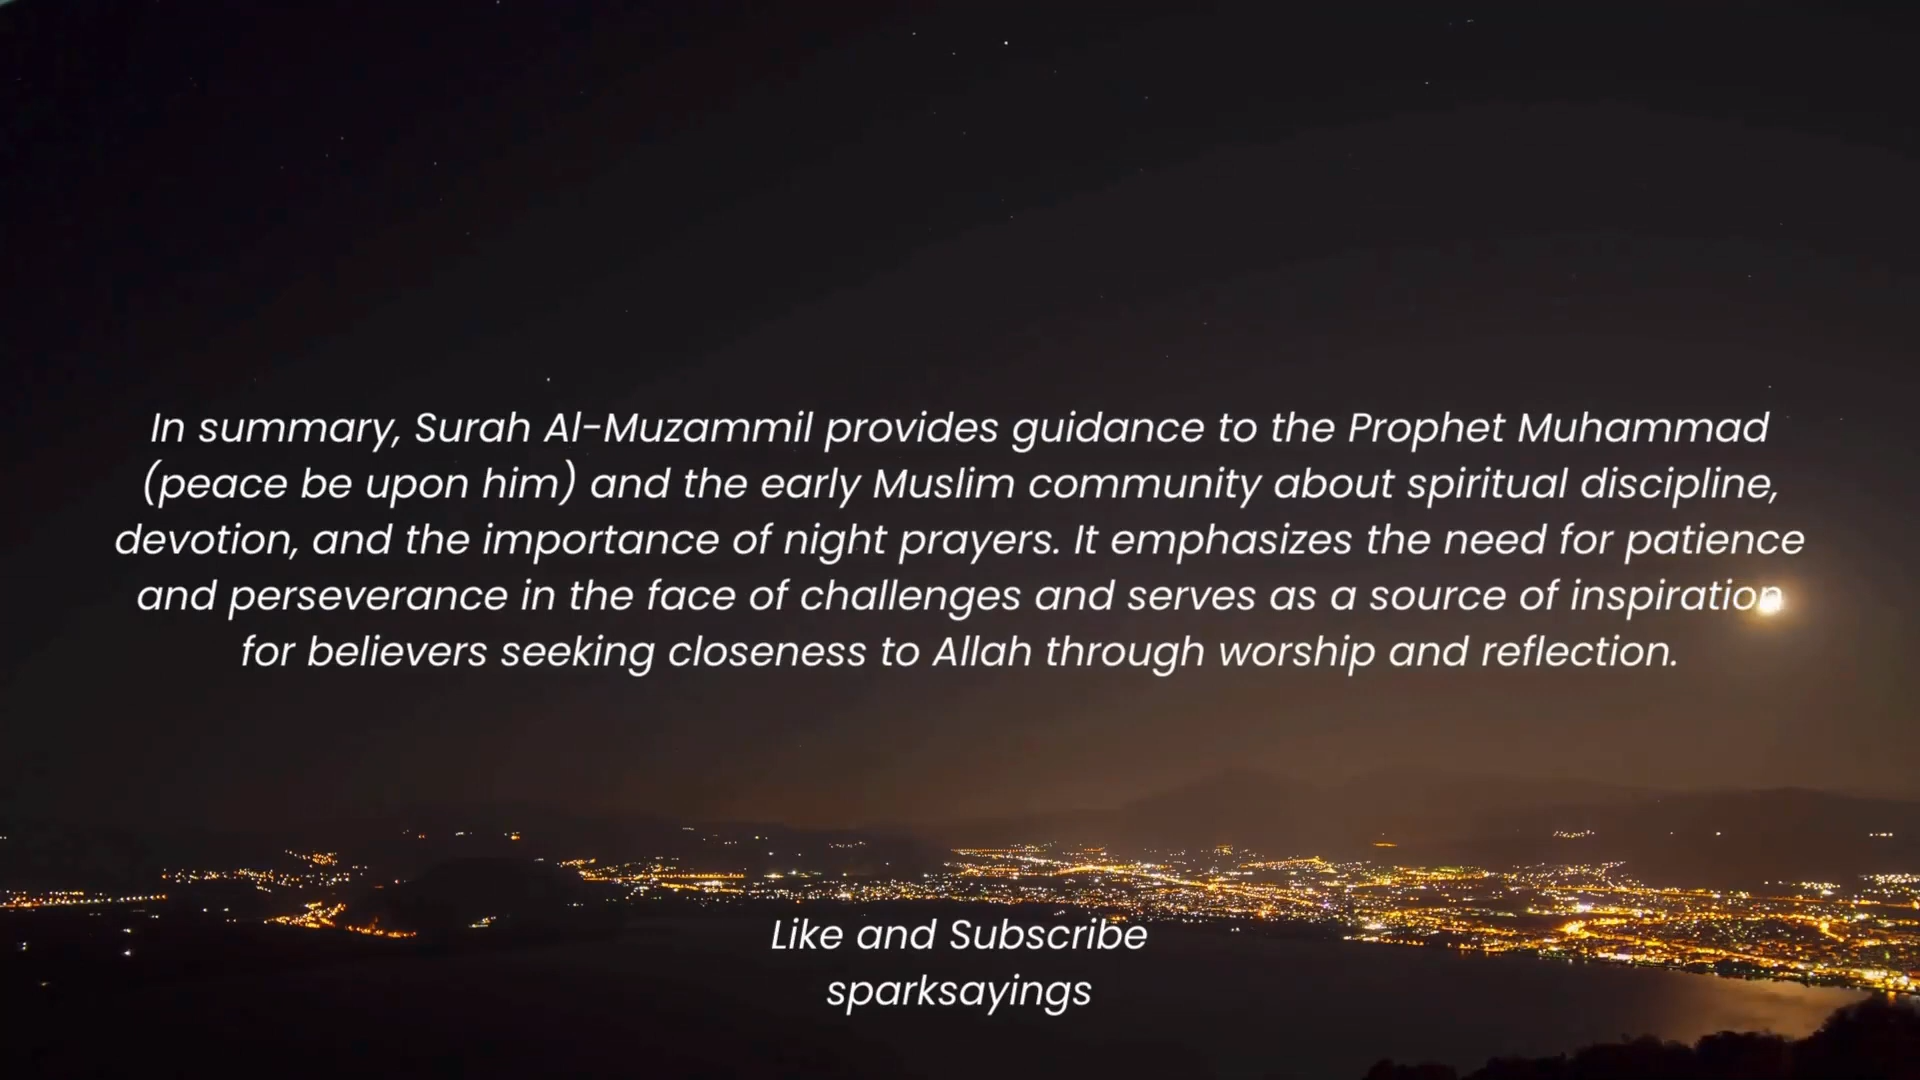 In summary, Surah Al-Muzammil provides guidance to the Prophet Muhammad
(peace be upon him) and the early Muslim community about spiritual discipline,
devotion, and the importance of night prayers. It emphasizes the need for patience
and perseverance in the face of challenges and serves as a source of inspiration
for believers seeking closeness to Allah through worship and reflection.
Like and Subscribe
sparksayings